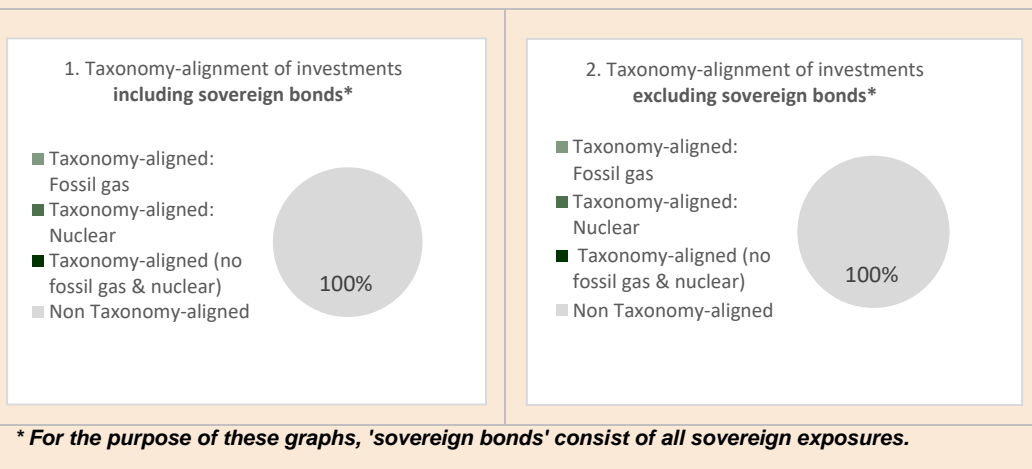 1. Taxonomy-alignment of investments
including sovereign bonds*
Taxonomy-aligned:
Fossil gas
Taxonomy-aligned:
Nuclear
Taxonomy-aligned (no
fossil gas & nuclear)
Non Taxonomy-aligned
100%
2. Taxonomy-alignment of investments
excluding sovereign bonds*
Taxonomy-aligned:
Fossil gas
Taxonomy-aligned:
Nuclear
Taxonomy-aligned (no
fossil gas & nuclear)
Non Taxonomy-aligned
100%
* For the purpose of these graphs, 'sovereign bonds' consist of all sovereign exposures.